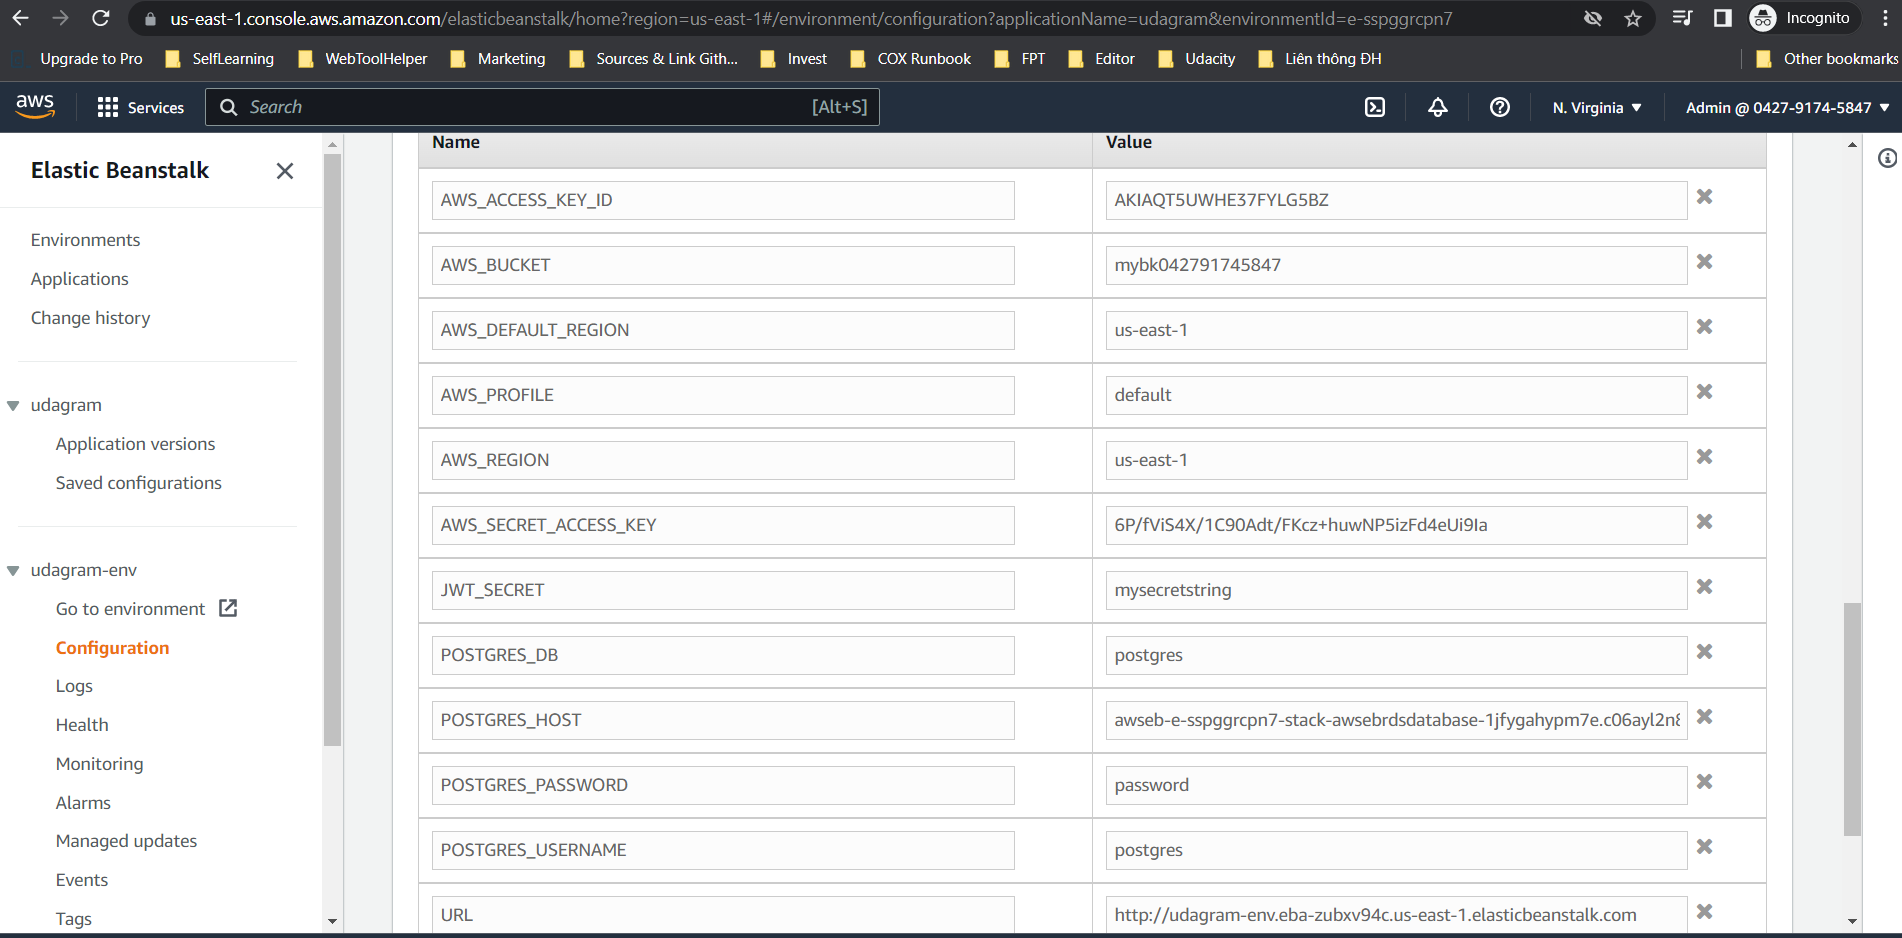 us-east-1.console.aws.amazon.com/elasticbeanstalk/home?region=us-east-1#/environment/configuration?applicationName=udagram&environmentId=e-sspggrcpn7
Incognito
Upgrade to Pro
SelfLearning
WebToolHelper
Marketing
Sources & Link Gith...
Invest
COX Runbook
FPT
Editor
Udacity
Liên thông ĐH
Other bookmarks
aws
Services
Search
[Alt+S]
N. Virginia
Admin @ 0427-9174-5847
Elastic Beanstalk
Environments
Applications
Change history
udagram
Application versions
Saved configurations
udagram-env
Go to environment
Configuration
Logs
Health
Monitoring
Alarms
Managed updates
Events
Tags
Name Value
AWS_ACCESS_KEY_ID AKIAQT5UWHE37FYLG5BZ
AWS_BUCKET mybk042791745847
AWS_DEFAULT_REGION us-east-1
AWS_PROFILE default
AWS_REGION us-east-1
AWS_SECRET_ACCESS_KEY 6P/fViS4X/1C90Adt/FKcz+huwNP5izFd4eUi9Ia
JWT_SECRET mysecretstring
POSTGRES_DB postgres
POSTGRES_HOST awseb-e-sspggrcpn7-stack-awsebrdsdatabase-1jfygahypm7e.c06ayl2n8
POSTGRES_PASSWORD password
POSTGRES_USERNAME postgres
URL http://udagram-env.eba-zubxv94c.us-east-1.elasticbeanstalk.com